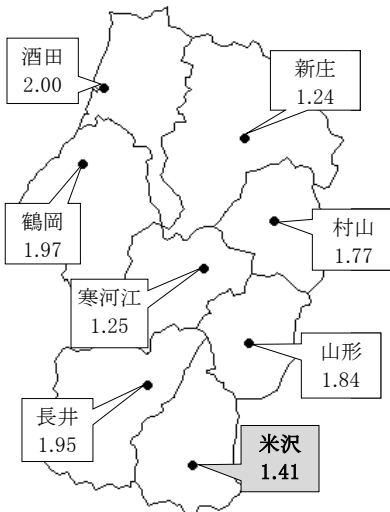 酒田
2.00
新庄
1.24
鶴岡
1.97
村山
1.77
寒河江
1.25
山形
1.84
長井
1.95
米沢
1.41